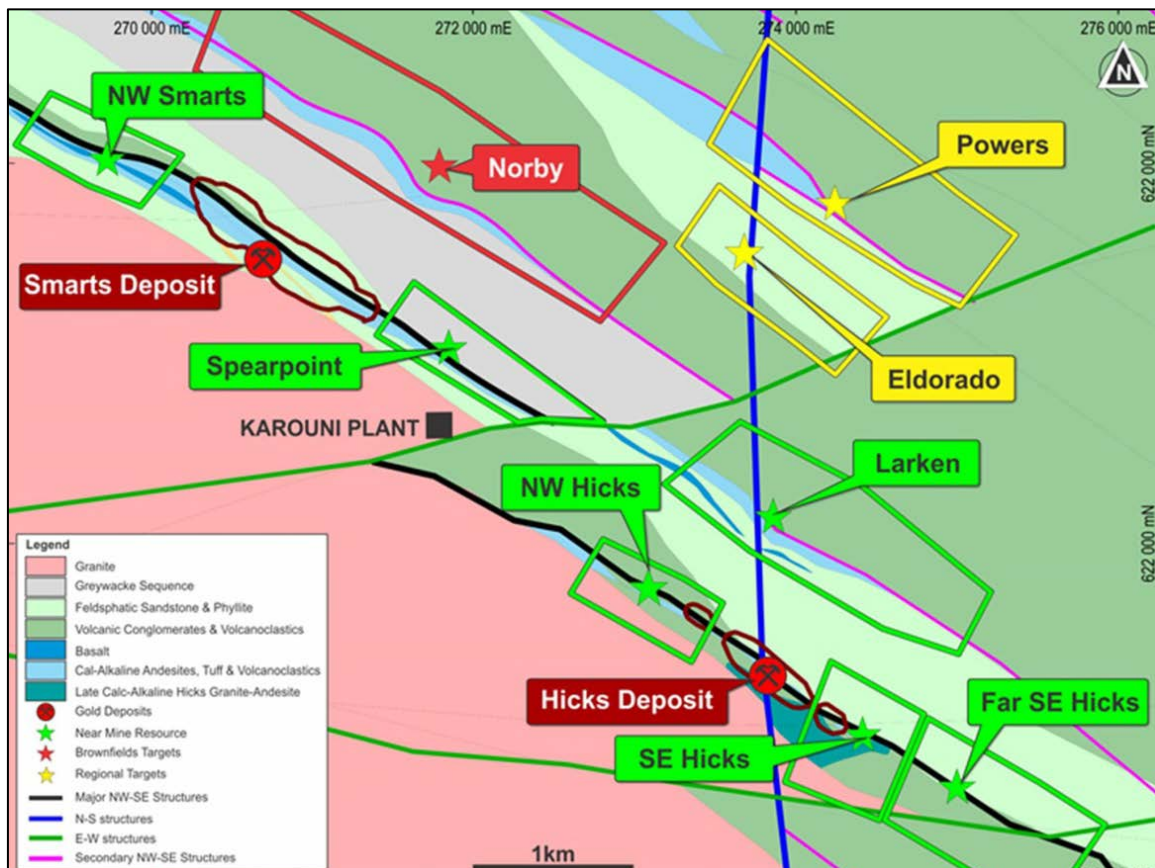 270 000 mE
272 000 mE
274 000 mE
276 000 mE
N
NW Smarts
Powers
622 000 mN
Norby
Smarts Deposit
Spearpoint
Eldorado
KAROUNI PLANT
Larken
NW Hicks
622 000 mN
Legend
Granite
Greywacke Sequence
Feldsphatic Sandstone & Phyllite
Volcanic Conglomerates & Volcanoclastics
Basalt
Cal-Alkaline Andesites, Tuff & Volcanoclastics
Late Calc-Alkaline Hicks Granite-Andesite
Gold Deposits
Near Mine Resource
Brownfields Targets
Regional Targets
Major NW-SE Structures
N-S structures
E-W structures
Secondary NW-SE Structures
Hicks Deposit
Far SE Hicks
SE Hicks
1km